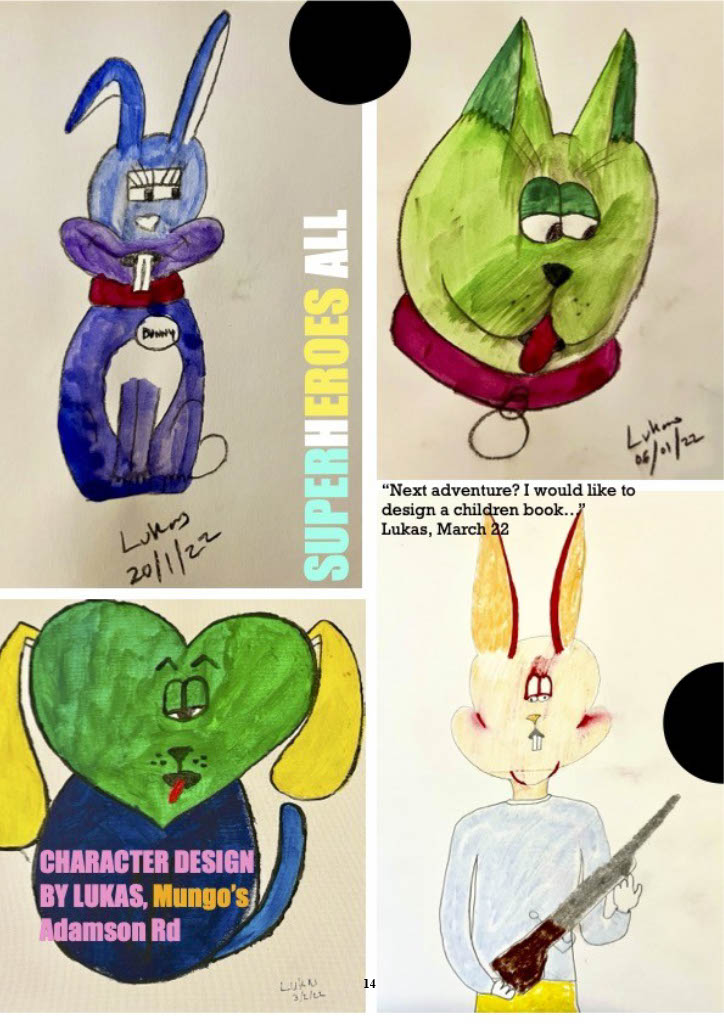 BUNNY
Lukas
20/1/22
SUPERHEROES ALL
Lukas
06/01/22
“Next adventure? I would like to
design a children book…”
Lukas, March 22
CHARACTER DESIGN
BY LUKAS, Mungo’s
Adamson Rd
LUKAS
3/2/22
14